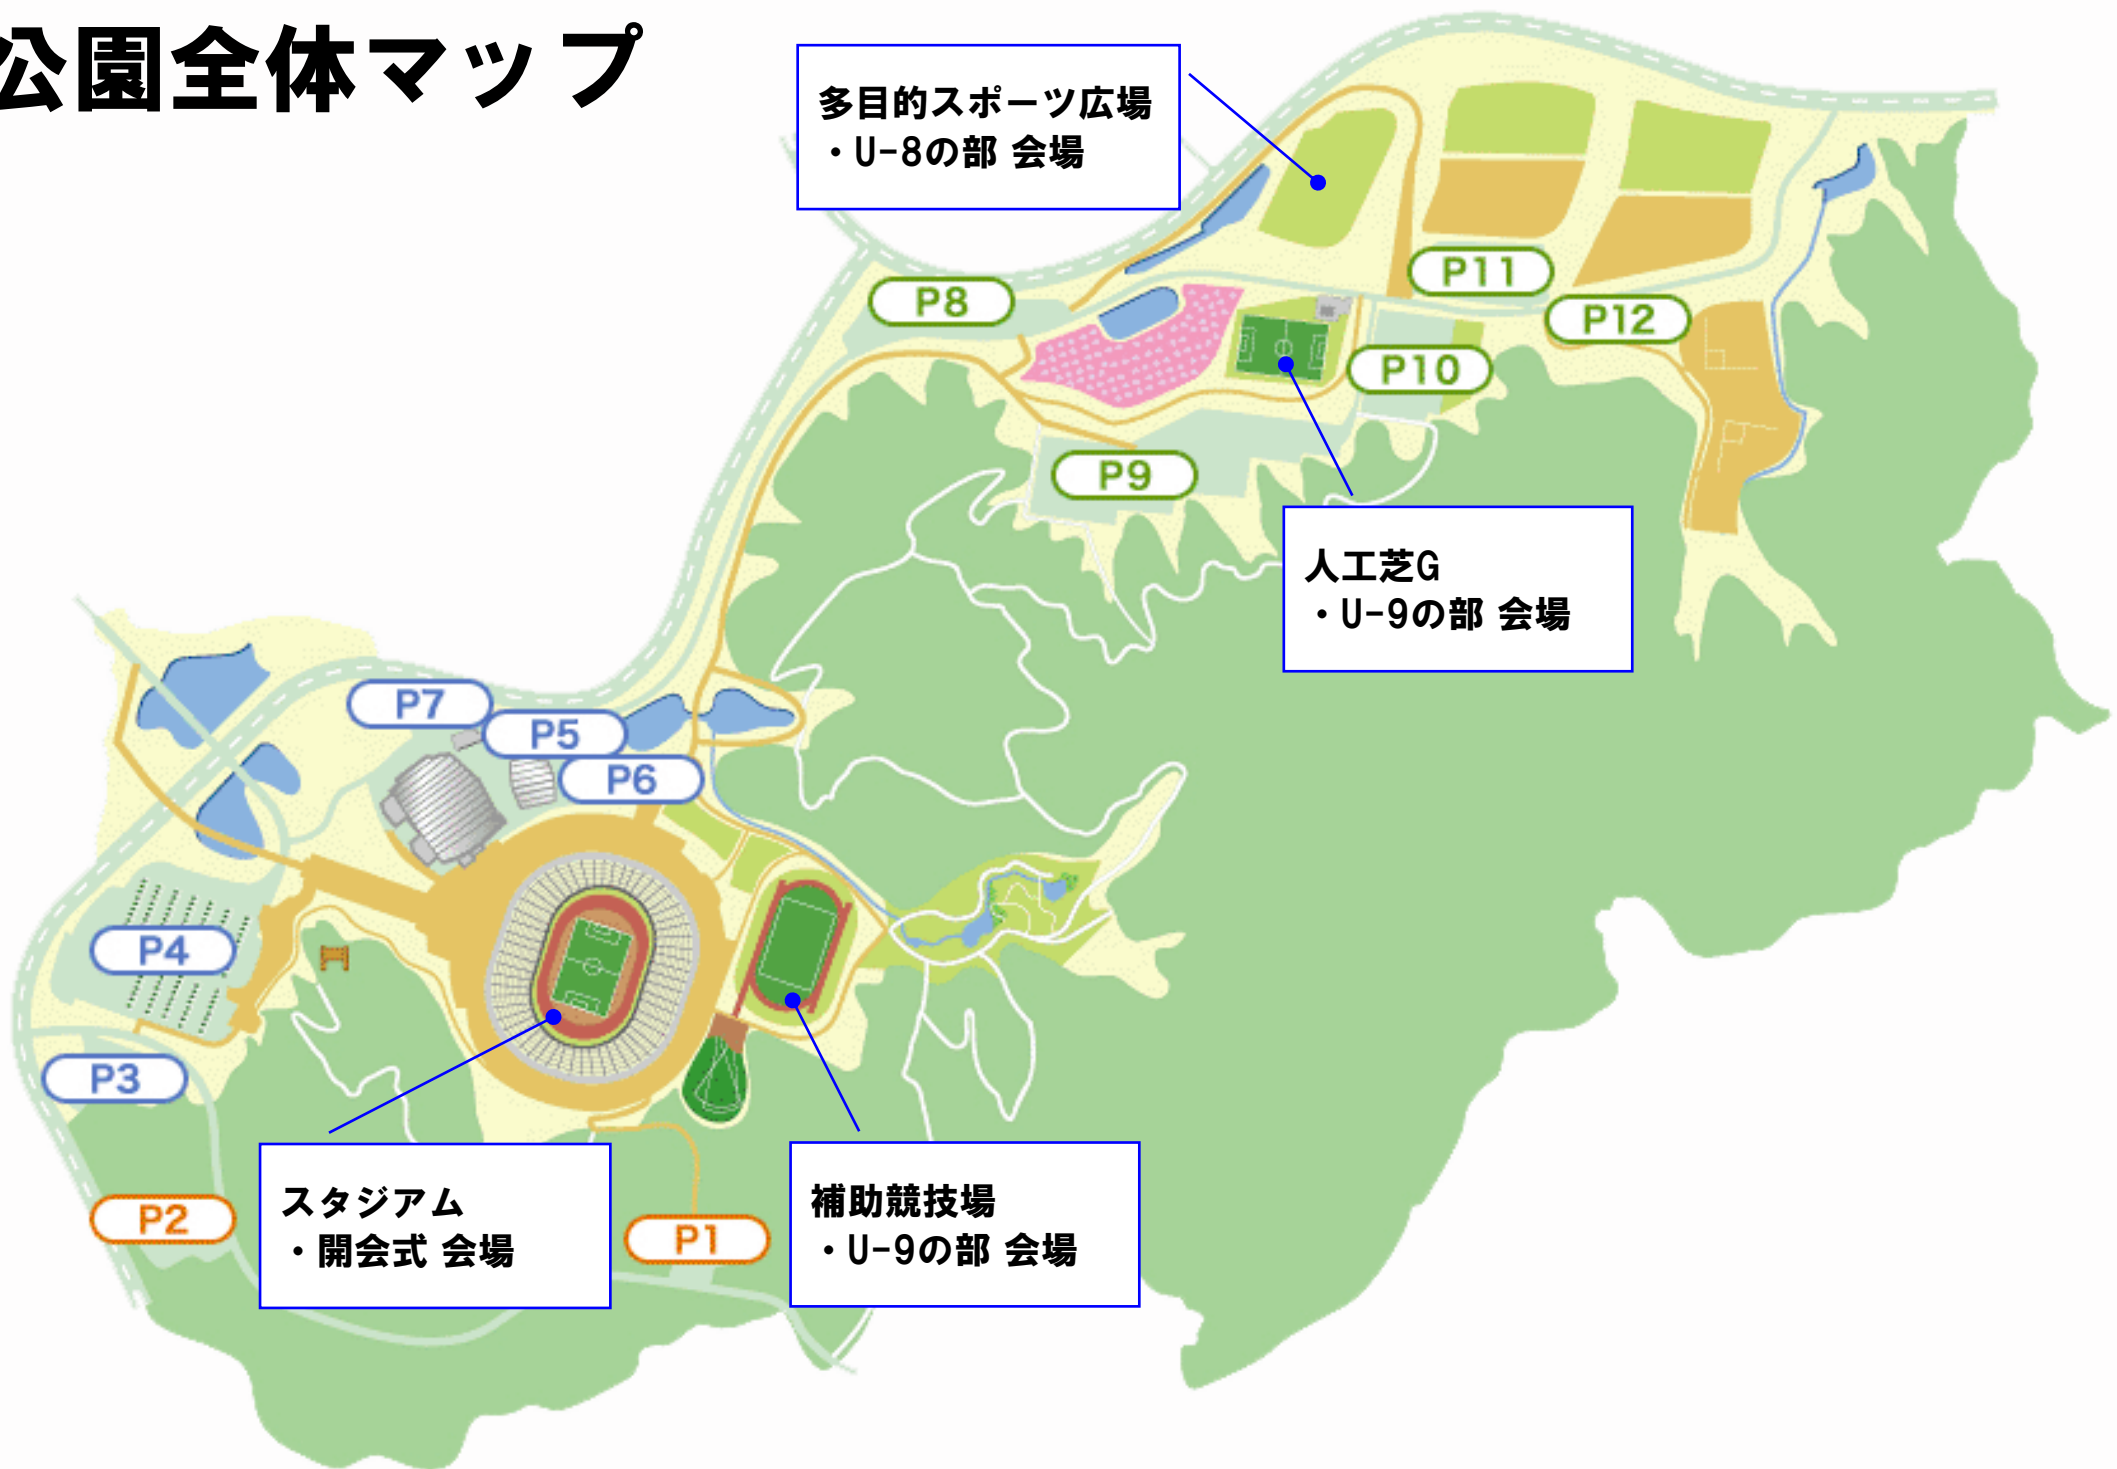 公園全体マップ
多目的スポーツ広場
・U-8の部 会場
P11
P8
P12
P10
P9
人工芝G
・U-9の部 会場
P7
P5
P6
P4
P3
スタジアム
・開会式 会場
補助競技場
・U-9の部 会場
P2
P1